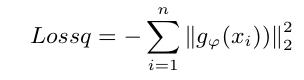 $Lossq = -\sum_{i=1}^{n} \| g_{\varphi}(x_i)) \|_2^2$